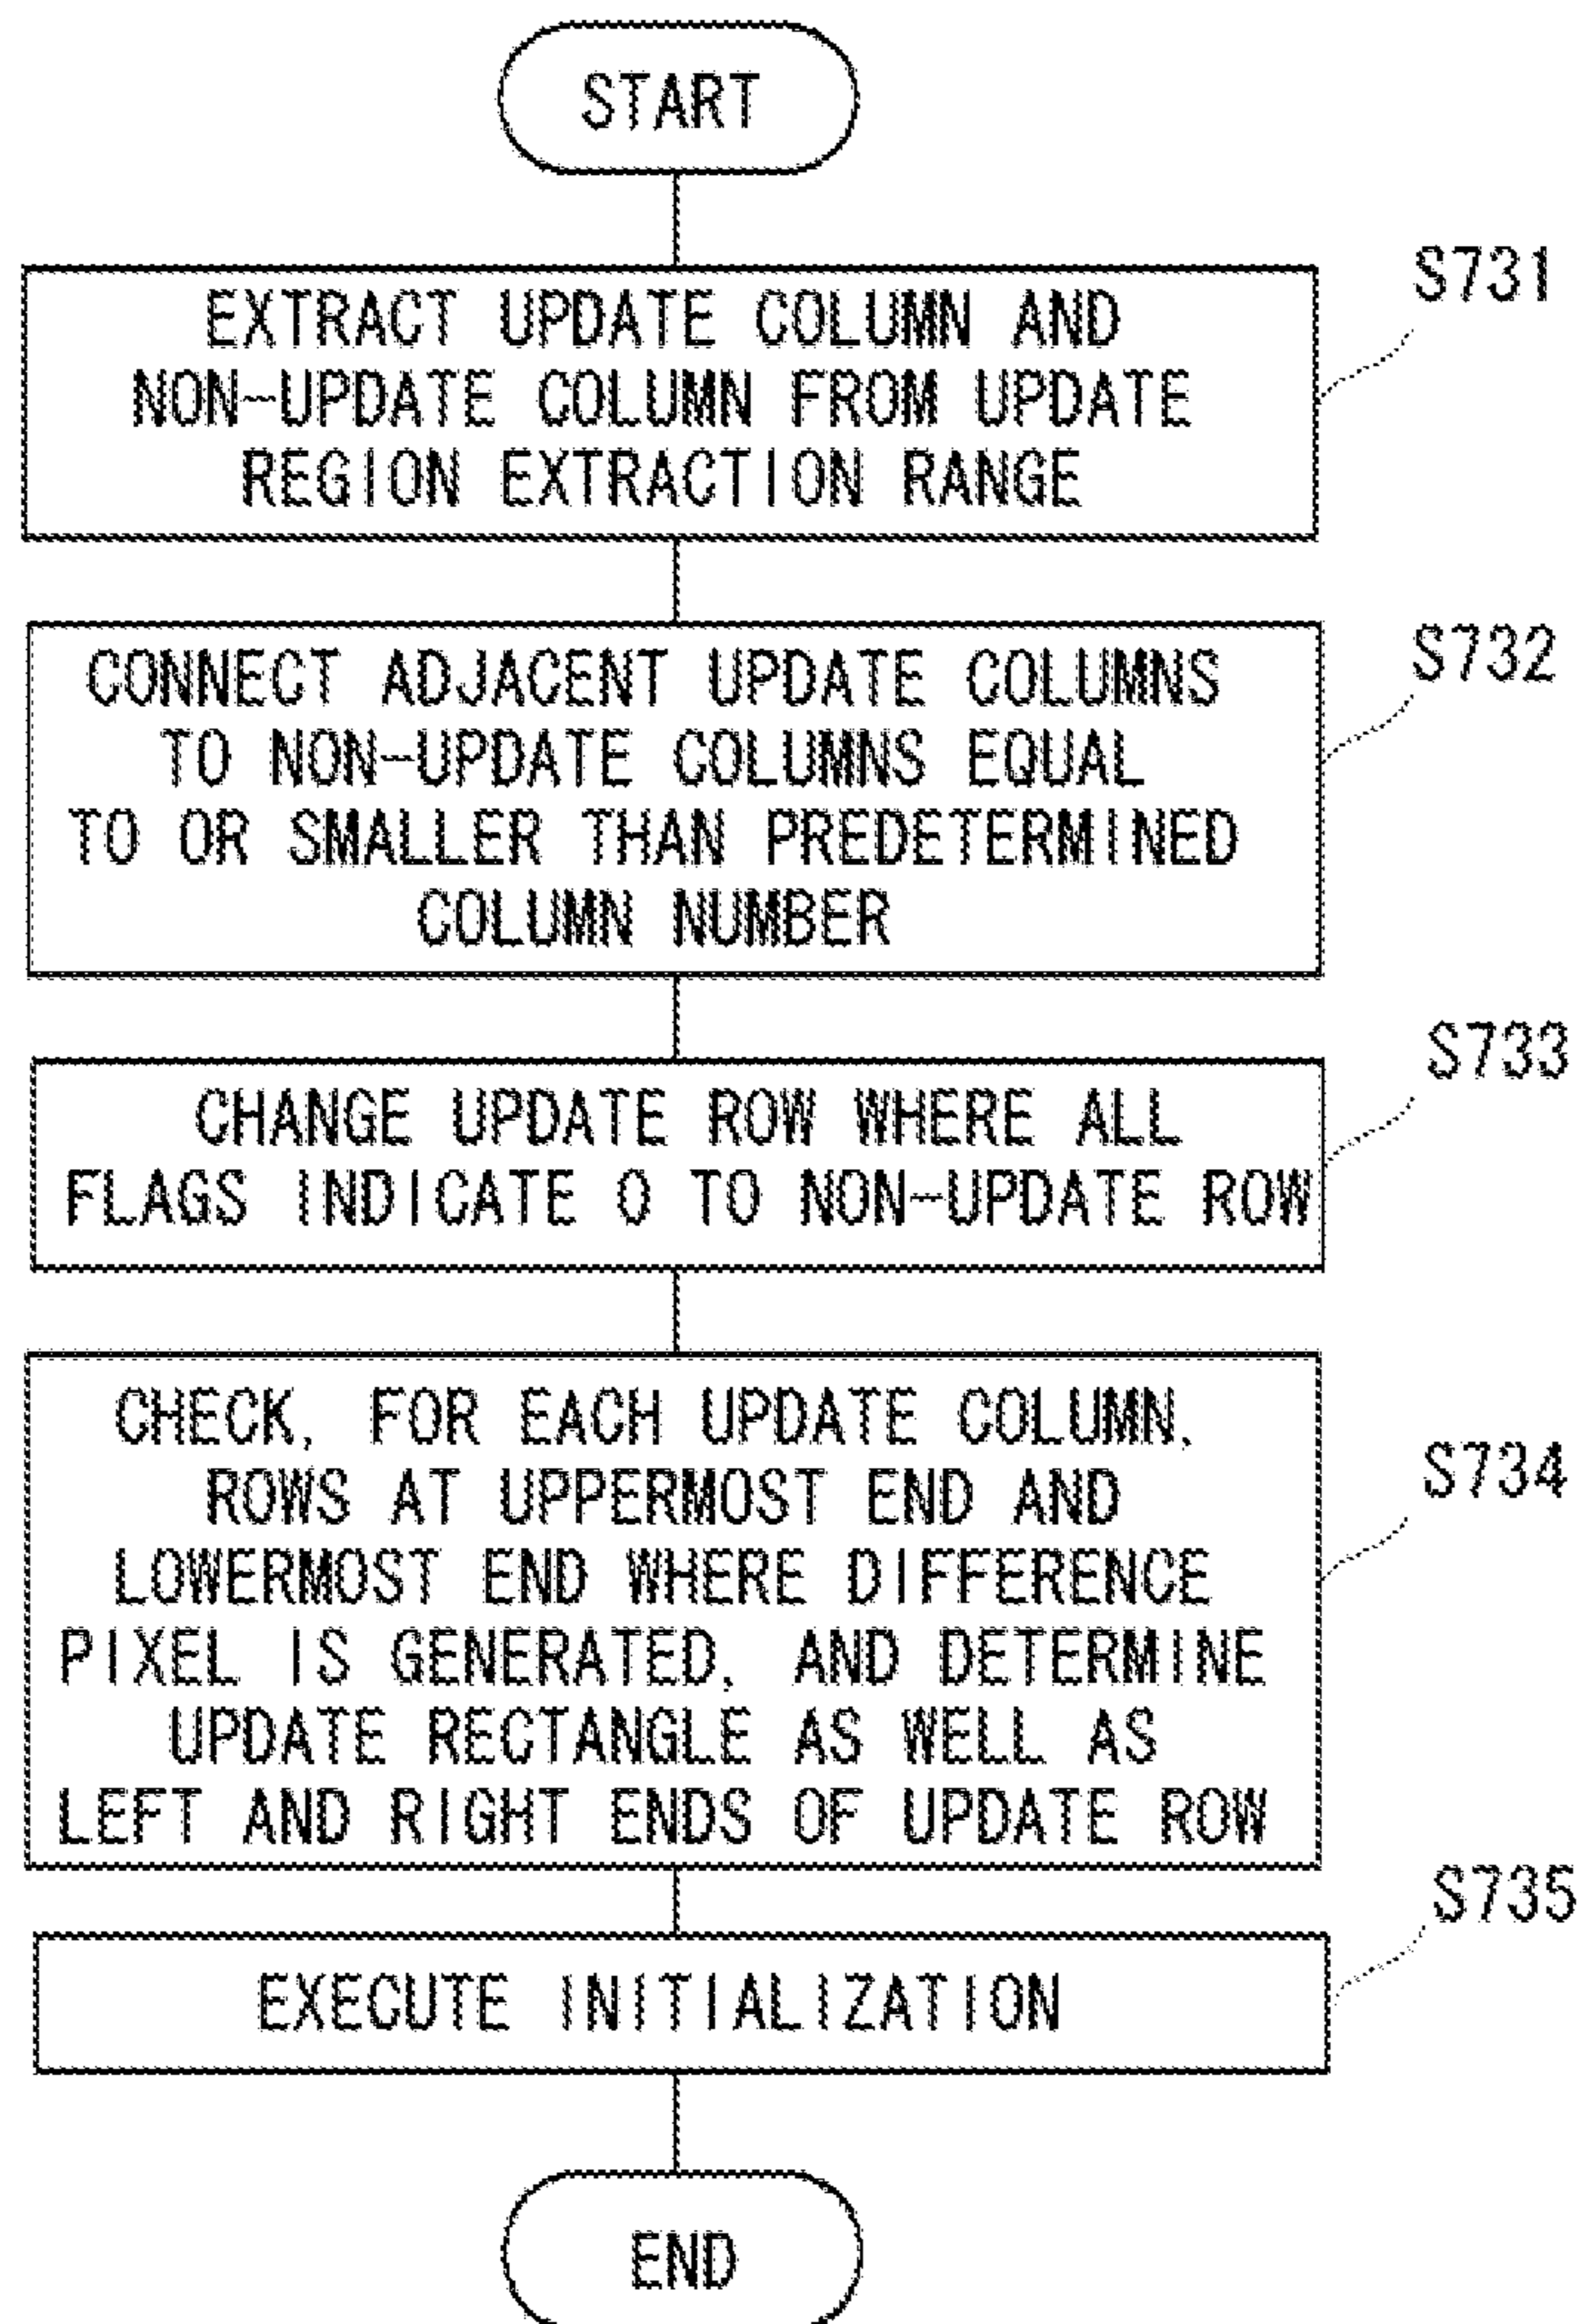 START
S731
EXTRACT UPDATE COLUMN AND
NON-UPDATE COLUMN FROM UPDATE
REGION EXTRACTION RANGE
S732
CONNECT ADJACENT UPDATE COLUMNS
TO NON-UPDATE COLUMNS EQUAL
TO OR SMALLER THAN PREDETERMINED
COLUMN NUMBER
S733
CHANGE UPDATE ROW WHERE ALL
FLAGS INDICATE 0 TO NON-UPDATE ROW
S734
CHECK, FOR EACH UPDATE COLUMN,
ROWS AT UPPERMOST END AND
LOWERMOST END WHERE DIFFERENCE
PIXEL IS GENERATED, AND DETERMINE
UPDATE RECTANGLE AS WELL AS
LEFT AND RIGHT ENDS OF UPDATE ROW
S735
EXECUTE INITIALIZATION
END